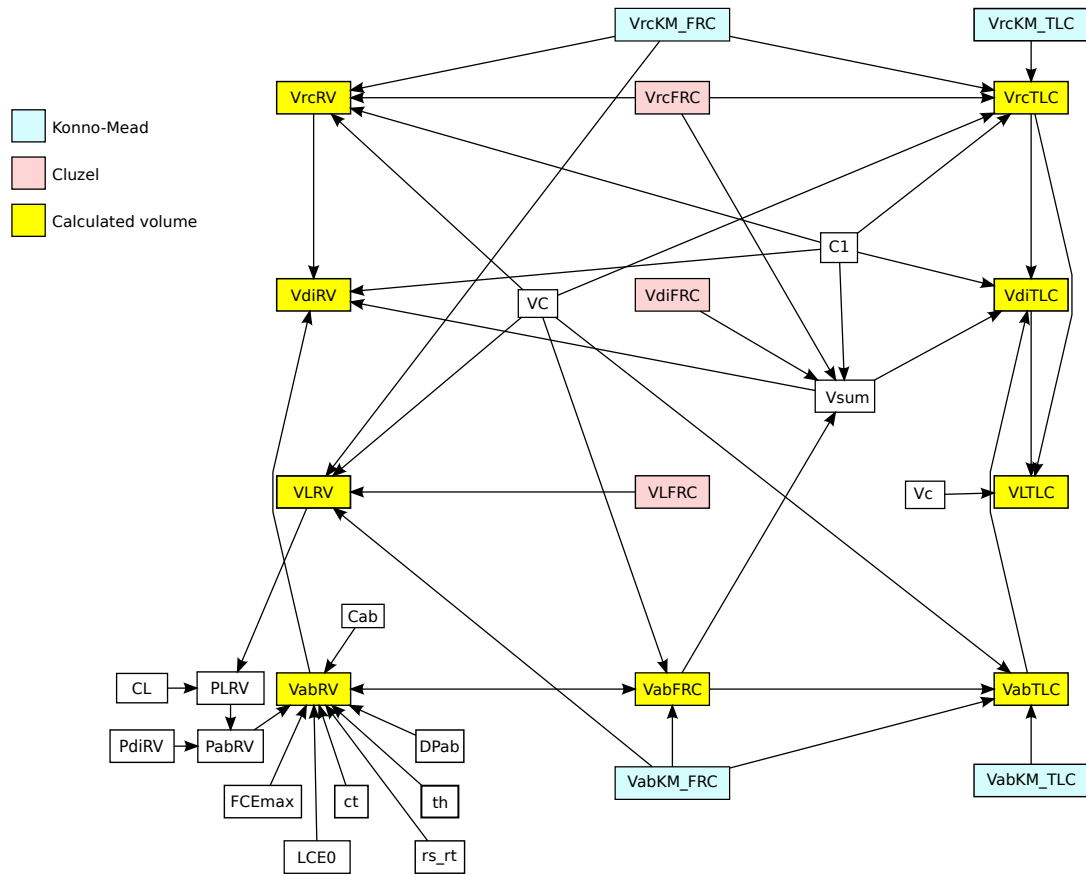 VrcKM_FRC
VrcKM_TLC
VrcRV
VrcFRC
VrcTLC
Konno-Mead
Cluzel
Calculated volume
C1
VdiRV
VC
VdiFRC
VdiTLC
Vsum
VLRV
VLFRC
Vc
VLTLC
Cab
CL
PLRV
VabRV
VabFRC
VabTLC
PdiRV
PabRV
DPab
VabKM_FRC
VabKM_TLC
FCEmax
ct
th
LCE0
rs_rt